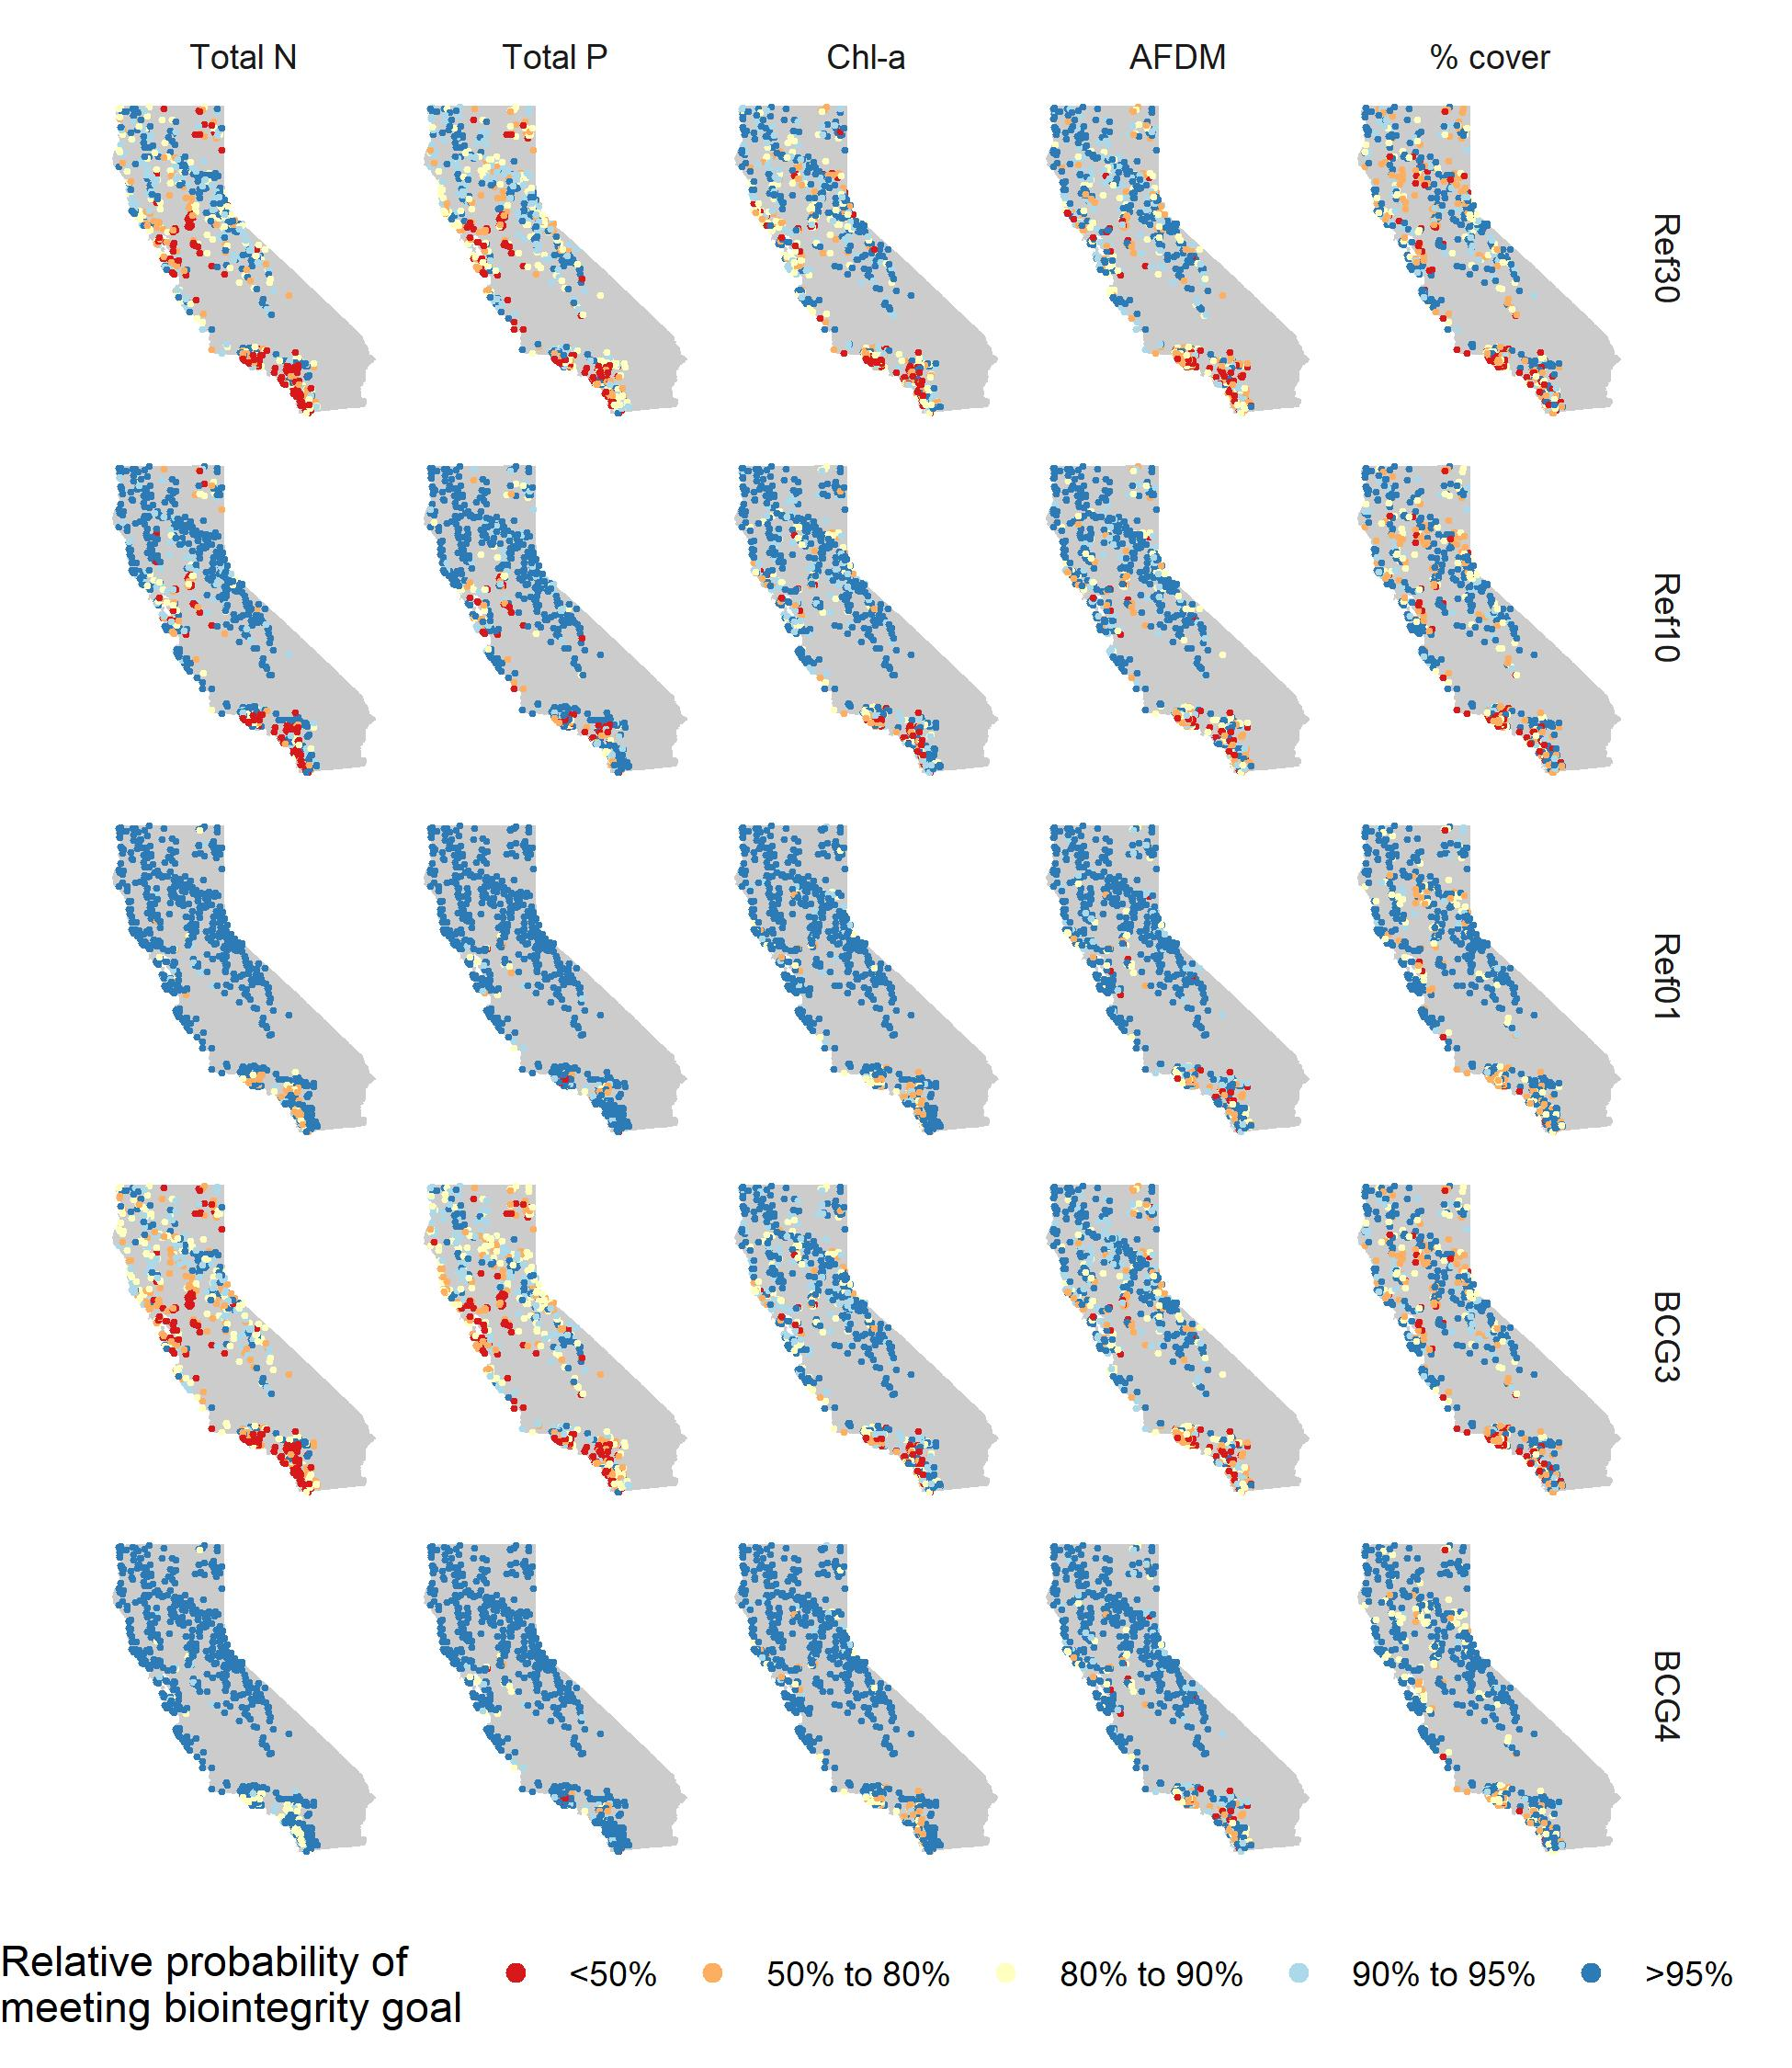 Total N Total P Chl-a AFDM % cover
Ref30
Ref10
Ref01
BCG3
BCG4
Relative probability of
meeting biointegrity goal
<50% 50% to 80% 80% to 90% 90% to 95% >95%